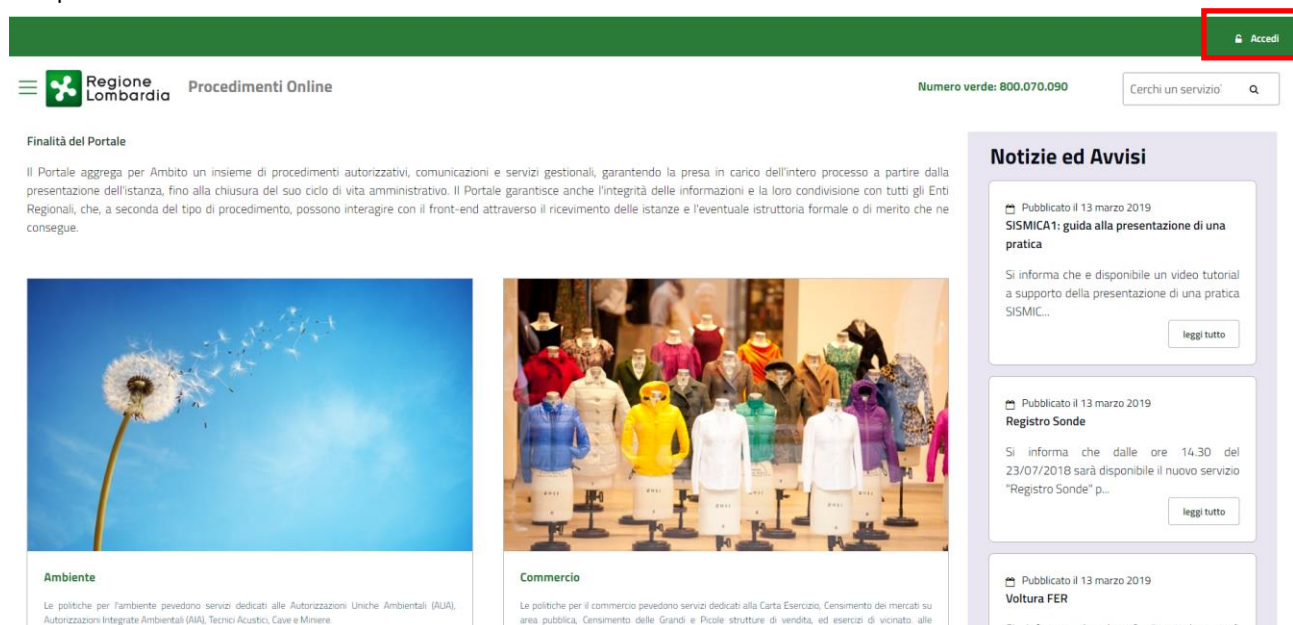 Accedi
Regione
Lombardia
Procedimenti Online
Numero verde: 800.070.090
Cerchi un servizio
Finalità del Portale
Il Portale aggrega per Ambito un insieme di procedimenti autorizzativi, comunicazioni e servizi gestionali, garantendo la presa in carico dell'intero processo a partire dalla
presentazione dell'istanza, fino alla chiusura del suo ciclo di vita amministrativo. Il Portale garantisce anche l'integrità delle informazioni e la loro condivisione con tutti gli Enti
Regionali, che, a seconda del tipo di procedimento, possono interagire con il front-end attraverso il ricevimento delle istanze e l'eventuale istruttoria formale o di merito che ne
consegue.
Ambiente
Le politiche per l'ambiente pevedono servizi dedicati alle Autorizzazioni Uniche Ambientali (AUA),
Autorizzazioni Integrate Ambientali (AIA), Tecnici Acustici, Cave e Miniere.
Commercio
Le politiche per il commercio pevedono servizi dedicati alla Carta Esercizio, Censimento dei mercati su
area pubblica, Censimento delle Grandi e Picole strutture di vendita, ed esercizi di vicinato. alle
Notizie ed Avvisi
Pubblicato il 13 marzo 2019
SISMICA1: guida alla presentazione di una
pratica
Si informa che e disponibile un video tutorial
a supporto della presentazione di una pratica
SISMIC...
leggi tutto
Pubblicato il 13 marzo 2019
Registro Sonde
Si informa che dalle ore 14.30 del
23/07/2018 sarà disponibile il nuovo servizio
"Registro Sonde" p...
leggi tutto
Pubblicato il 13 marzo 2019
Voltura FER